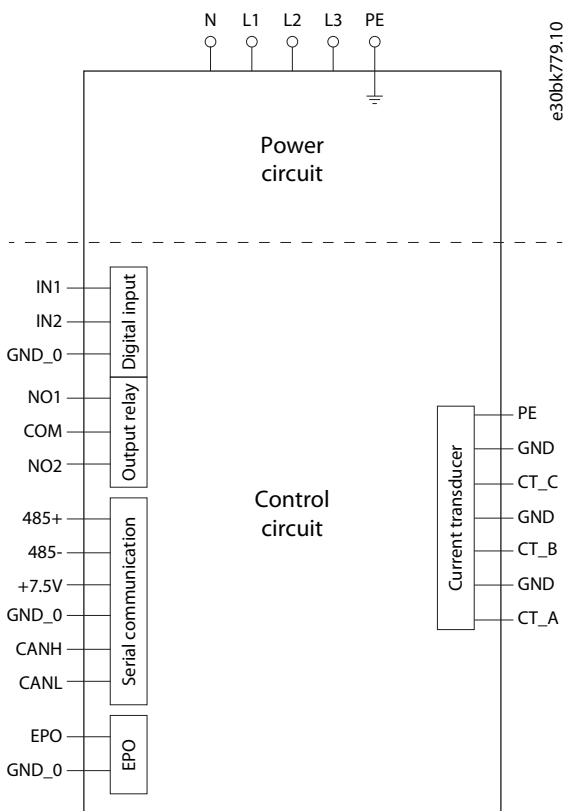 N L1 L2 L3 PE
e30bk779.10
Power
circuit
IN1
IN2
GND_0
Digital input
NO1
COM
NO2
Output relay
485+
485-
+7.5V
GND_0
CANH
CANL
Serial communication
EPO
GND_0
EPO
Control
circuit
Current transducer
PE
GND
CT_C
GND
CT_B
GND
CT_A